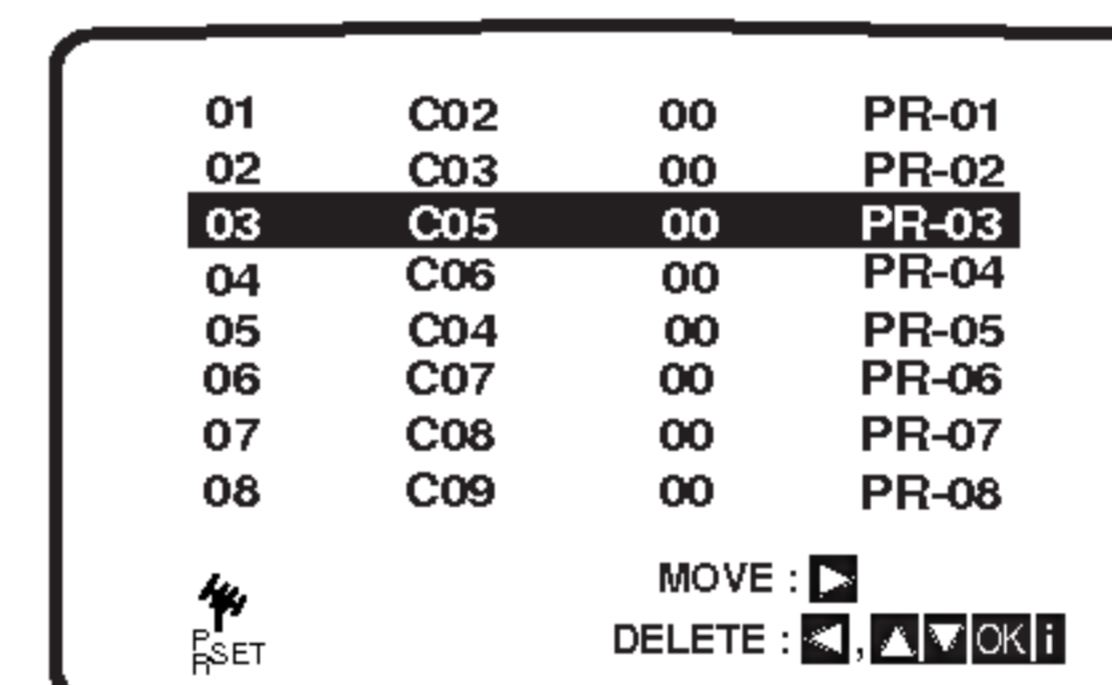 01 C02 00 PR-01
02 C03 00 PR-02
03 C05 00 PR-03
04 C06 00 PR-04
05 C04 00 PR-05
06 C07 00 PR-06
07 C08 00 PR-07
08 C09 00 PR-08
MOVE :
PR SET DELETE : , OK i